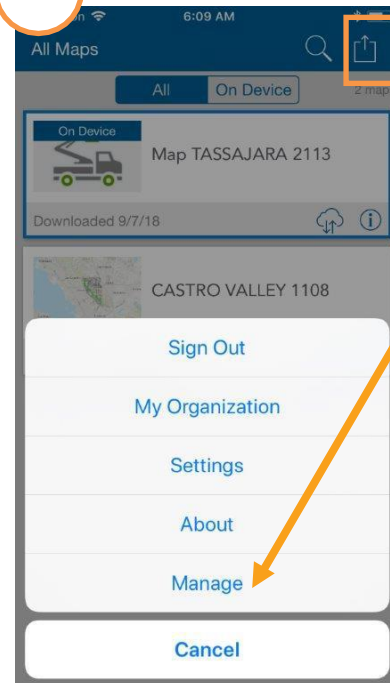 6:09 AM
All Maps
All
On Device
2 map
On Device
Map TASSAJARA 2113
Downloaded 9/7/18
CASTRO VALLEY 1108
Sign Out
My Organization
Settings
About
Manage
Cancel